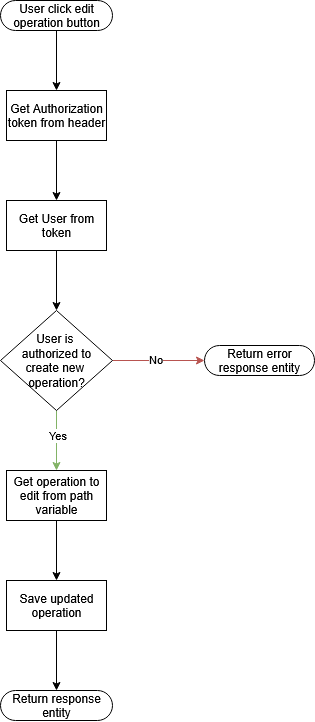 User click edit
operation button
Get Authorization
token from header
Get User from
token
User is
authorized to
create new
operation?
No
Return error
response entity
Yes
Get operation to
edit from path
variable
Save updated
operation
Return response
entity